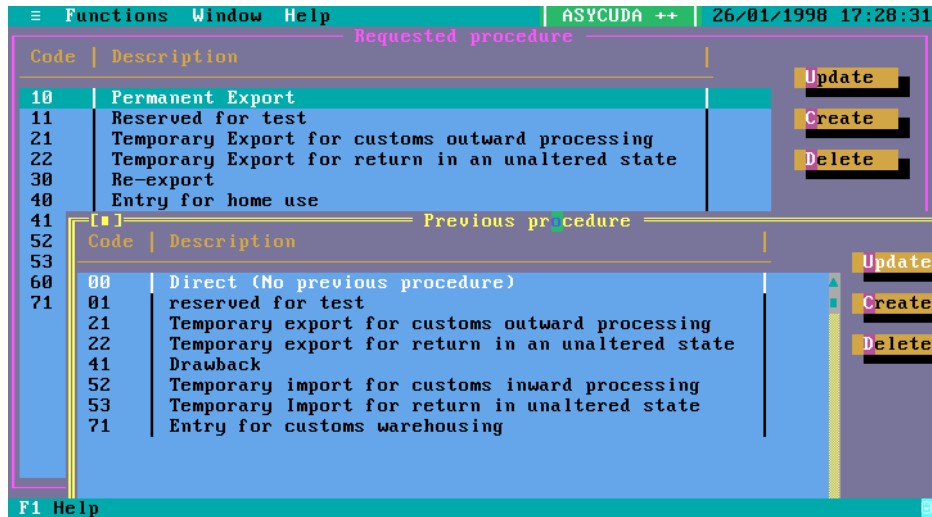 ≡ Functions Window Help ASYCUDA ++ 26/01/1998 17:28:31
Requested procedure
Code Description
Update
10 Permanent Export
11 Reserved for test
Create
21 Temporary Export for customs outward processing
22 Temporary Export for return in an unaltered state
Delete
30 Re-export
40 Entry for home use
41
52
53
60
71
Previous procedure
Code Description
Update
00 Direct (No previous procedure)
01 reserved for test
Create
21 Temporary export for customs outward processing
22 Temporary export for return in an unaltered state
Delete
41 Drawback
52 Temporary import for customs inward processing
53 Temporary Import for return in unaltered state
71 Entry for customs warehousing
F1 Help